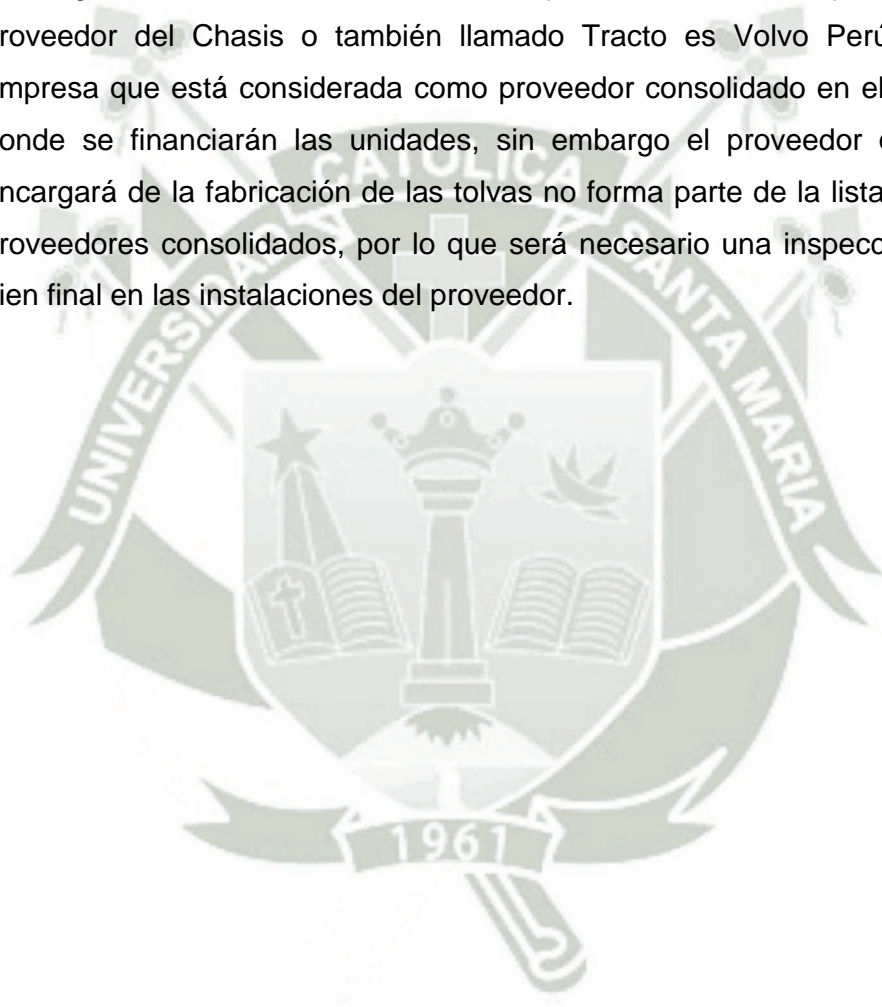 roveedor del Chasis o también llamado Tracto es Volvo Perú
mpresa que está considerada como proveedor consolidado en el
onde se financiarán las unidades, sin embargo el proveedor
ncargará de la fabricación de las tolvas no forma parte de la lista
roveedores consolidados, por lo que será necesario una inspecc
ien final en las instalaciones del proveedor.
UNIVERSIDAD CATOLICA SANTA MARIA
1961